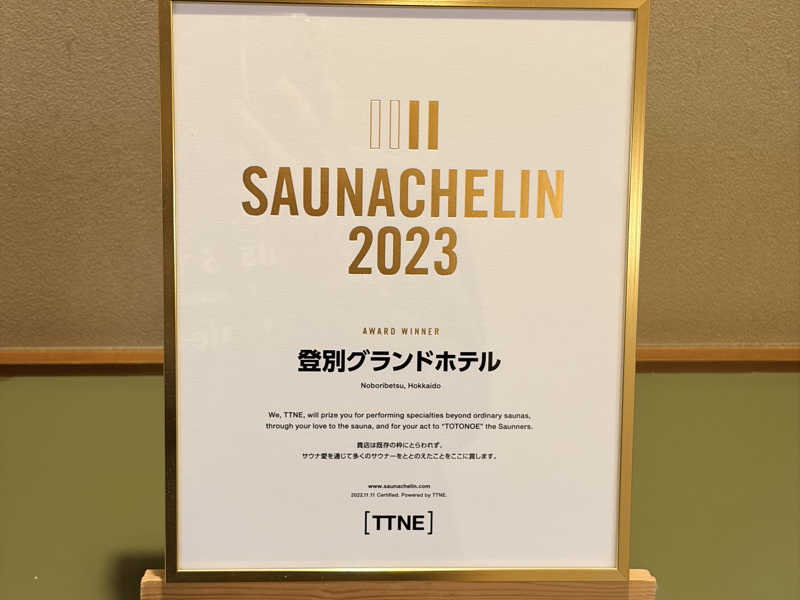 SAUNACHELIN
2023
AWARD WINNER
登別グランドホテル
Noboribetsu, Hokkaido
We, TTNE, will prize you for performing specialties beyond ordinary saunas,
through your love to the sauna, and for your act to "TOTONOE" the Saunners.
貴店は既存の枠にとらわれず、
サウナ愛を通じて多くのサウナーをととのえたことをここに賞します。
www.saunachelin.com
2022.11.11 Certified. Powered by TTNE.
[TTNE]